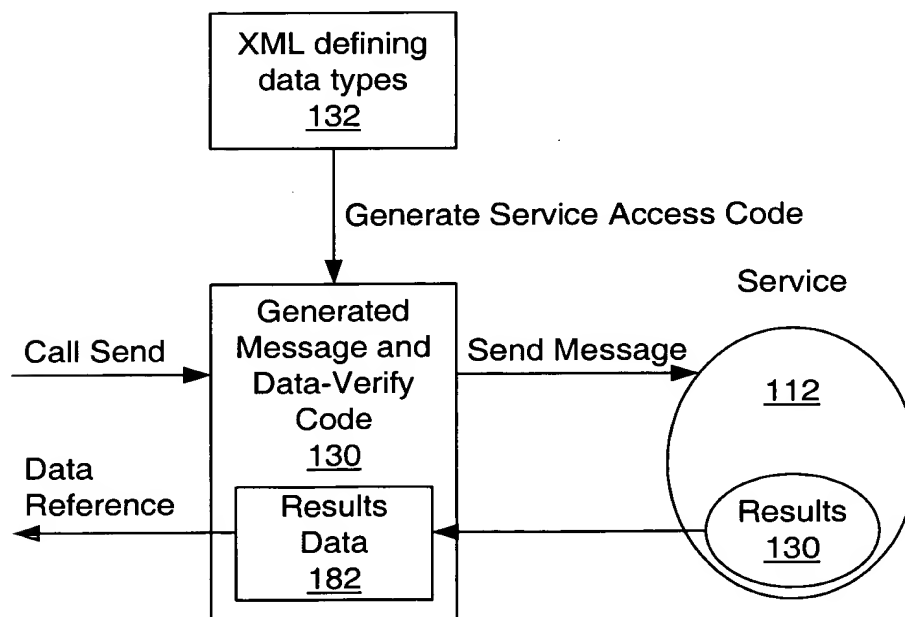 XML defining
data types
132
Generate Service Access Code
Service
Generated
Message and
Data-Verify
Code
130
Call Send
Send Message
112
Data
Reference
Results
Data
182
Results
130